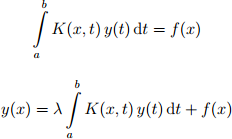 ∫_a^b K(x, t) y(t) dt = f(x)
y(x) = λ ∫_a^b K(x, t) y(t) dt + f(x)